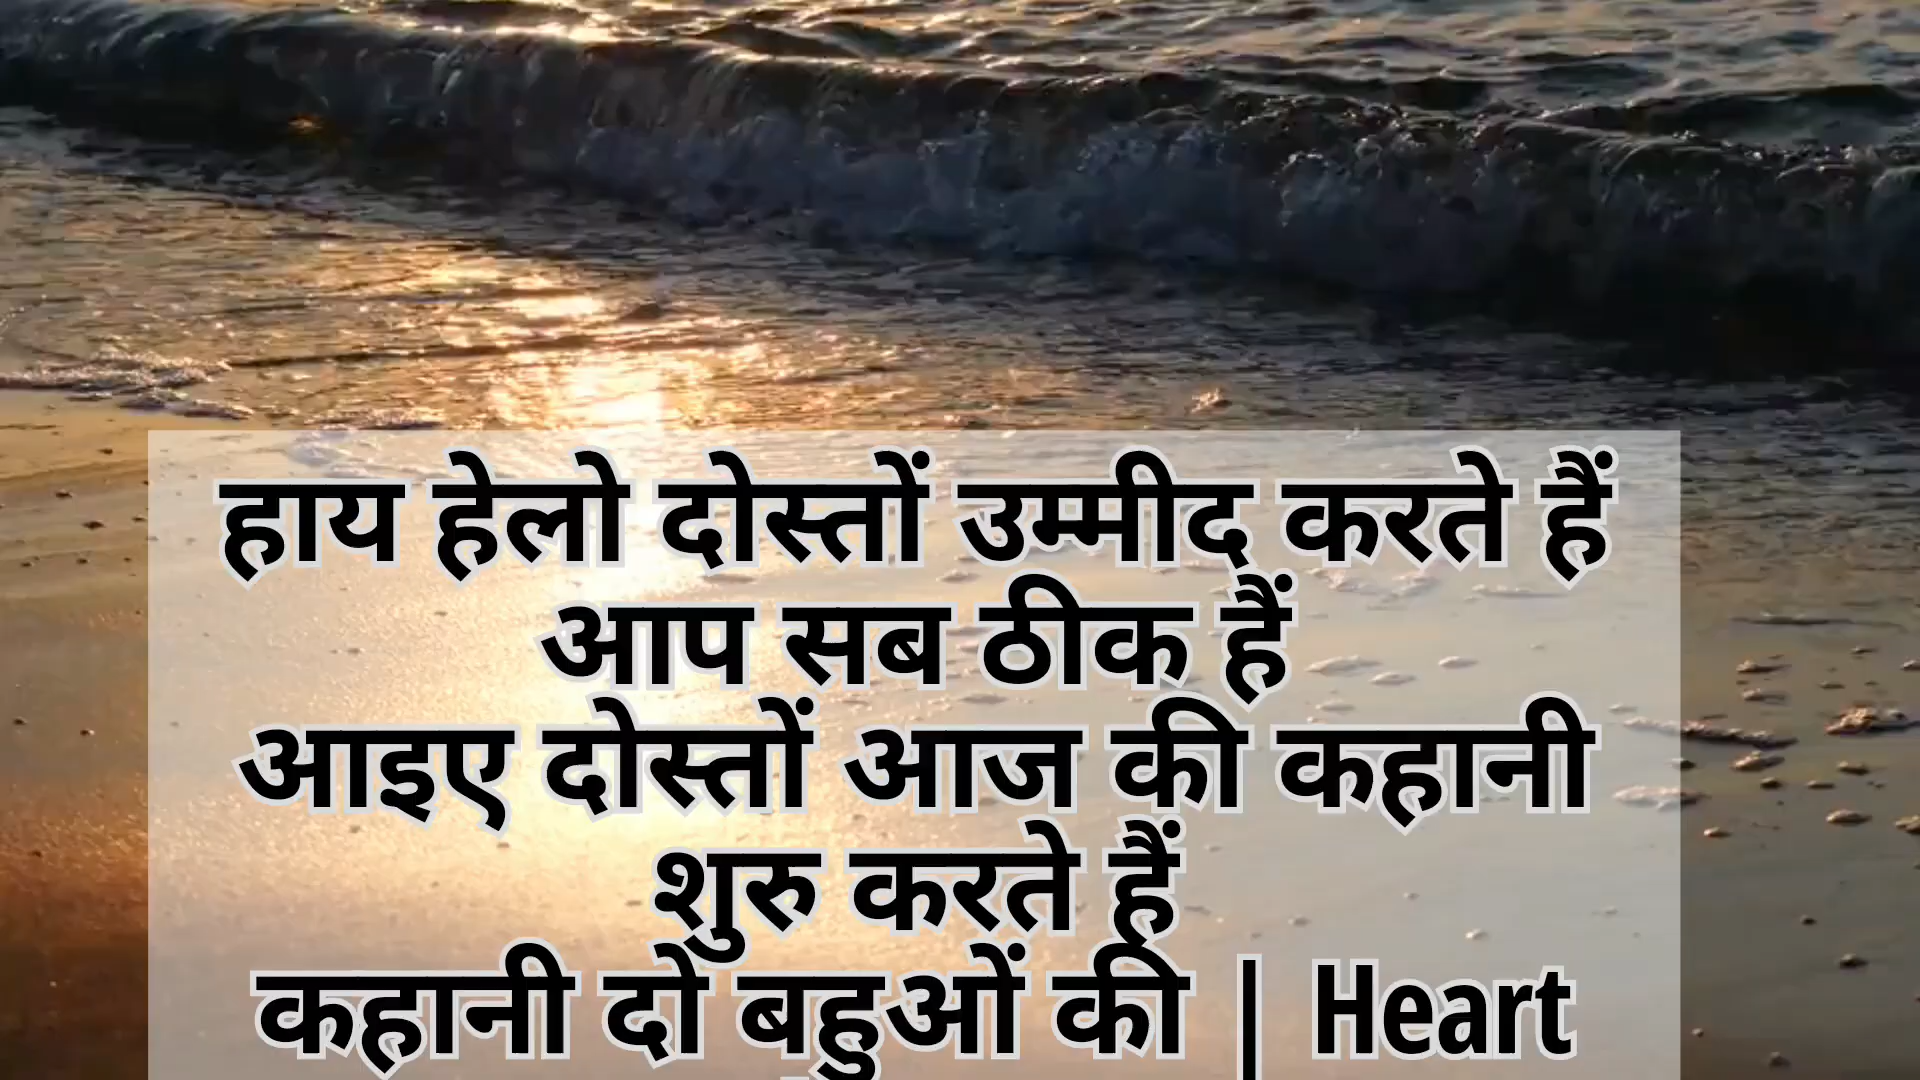 हाय हेलो दोस्तों उम्मीद करते हैं
आप सब ठीक हैं
आइए दोस्तों आज की कहानी
शुरु करते हैं
कहानी दो बहुओं की | Heart